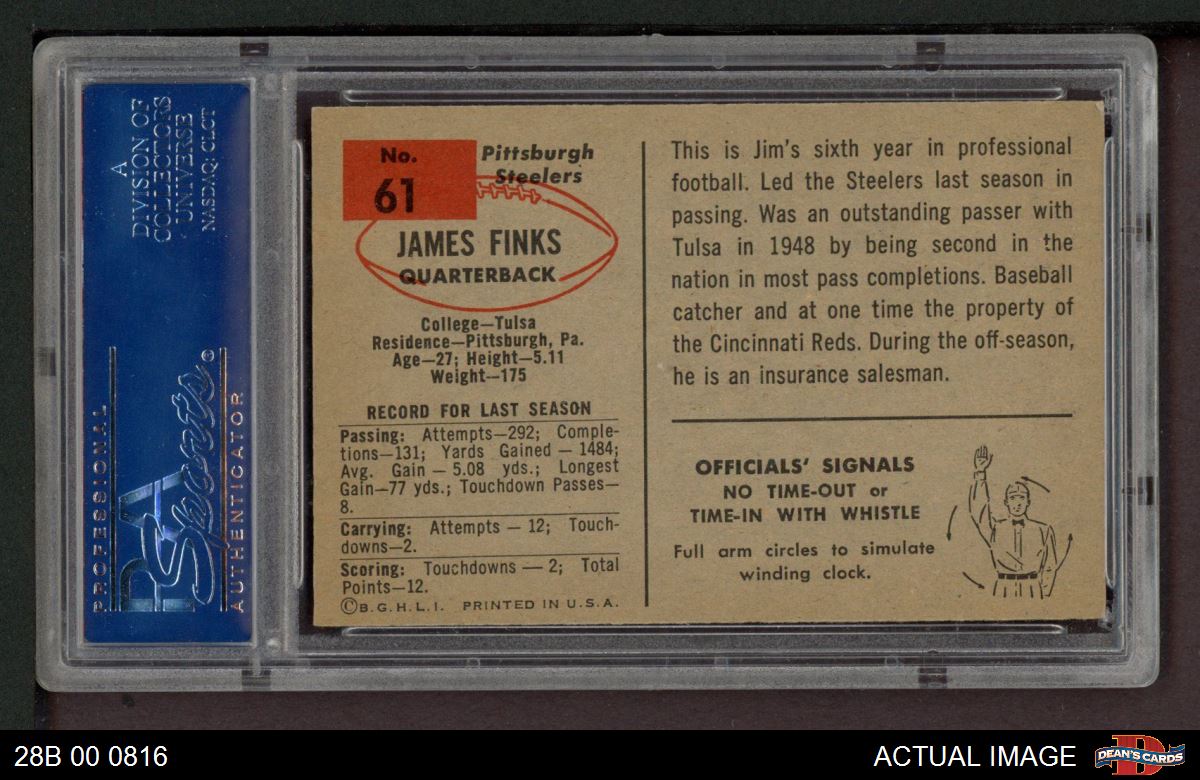 A
DIVISION OF
COLLECTORS
UNIVERSE
NASDAQ: CLCT
PROFESSIONAL
PSA
Sports®
AUTHENTICATOR
No.
61
Pittsburgh
Steelers
JAMES FINKS
QUARTERBACK
College—Tulsa
Residence—Pittsburgh, Pa.
Age—27; Height—5.11
Weight—175
RECORD FOR LAST SEASON
Passing: Attempts—292; Comple-
tions—131; Yards Gained — 1484;
Avg. Gain — 5.08 yds.; Longest
Gain—77 yds.; Touchdown Passes—
8.
Carrying: Attempts — 12; Touch-
downs—2.
Scoring: Touchdowns — 2; Total
Points—12.
©B.G.H.L.I. PRINTED IN U.S.A.
This is Jim's sixth year in professional
football. Led the Steelers last season in
passing. Was an outstanding passer with
Tulsa in 1948 by being second in the
nation in most pass completions. Baseball
catcher and at one time the property of
the Cincinnati Reds. During the off-season,
he is an insurance salesman.
OFFICIALS' SIGNALS
NO TIME-OUT or
TIME-IN WITH WHISTLE
Full arm circles to simulate
winding clock.
28B 00 0816
ACTUAL IMAGE
D
DEAN'S CARDS